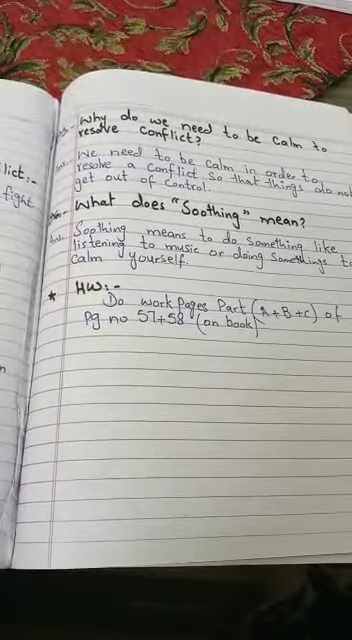 lict:-
fight
Why do we need to be calm to
resolve conflict?
Ans:- We need to be calm in order to
resolve a conflict so that things do not
get out of control.
What does "Soothing" mean?
Ans:- Soothing means to do something like
listening to music or doing somethings to
calm yourself.
* HW:-
Do work Pages Part (A+B+C) of
Pg no 57+58 (on book)